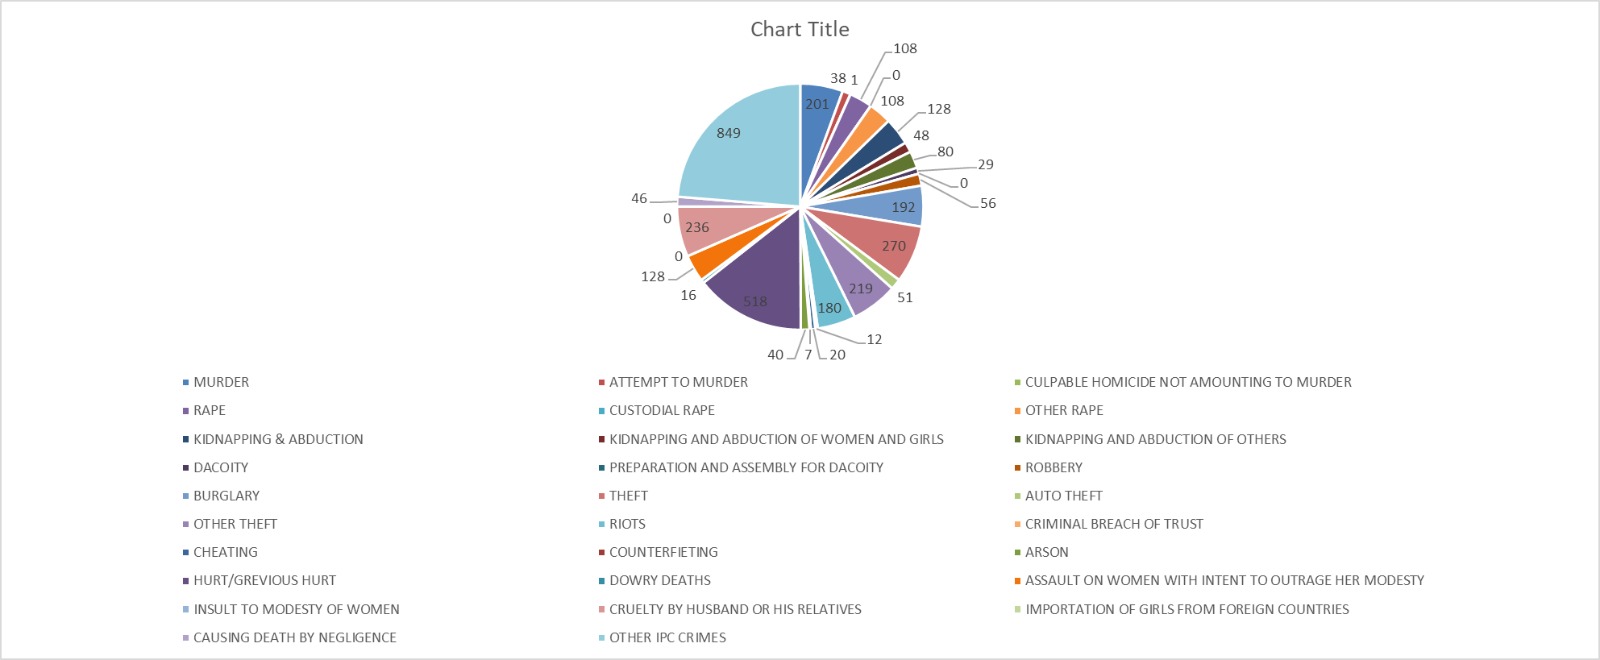 Chart Title
108
38 1
0
201
108
128
849
48
80
29
0
56
46
192
0
236
270
0
128
219
51
16
518
180
12
40
7
20
MURDER
ATTEMPT TO MURDER
CULPABLE HOMICIDE NOT AMOUNTING TO MURDER
RAPE
CUSTODIAL RAPE
OTHER RAPE
KIDNAPPING & ABDUCTION
KIDNAPPING AND ABDUCTION OF WOMEN AND GIRLS
KIDNAPPING AND ABDUCTION OF OTHERS
DACOITY
PREPARATION AND ASSEMBLY FOR DACOITY
ROBBERY
BURGLARY
THEFT
AUTO THEFT
OTHER THEFT
RIOTS
CRIMINAL BREACH OF TRUST
CHEATING
COUNTERFIETING
ARSON
HURT/GREVIOUS HURT
DOWRY DEATHS
ASSAULT ON WOMEN WITH INTENT TO OUTRAGE HER MODESTY
INSULT TO MODESTY OF WOMEN
CRUELTY BY HUSBAND OR HIS RELATIVES
IMPORTATION OF GIRLS FROM FOREIGN COUNTRIES
CAUSING DEATH BY NEGLIGENCE
OTHER IPC CRIMES